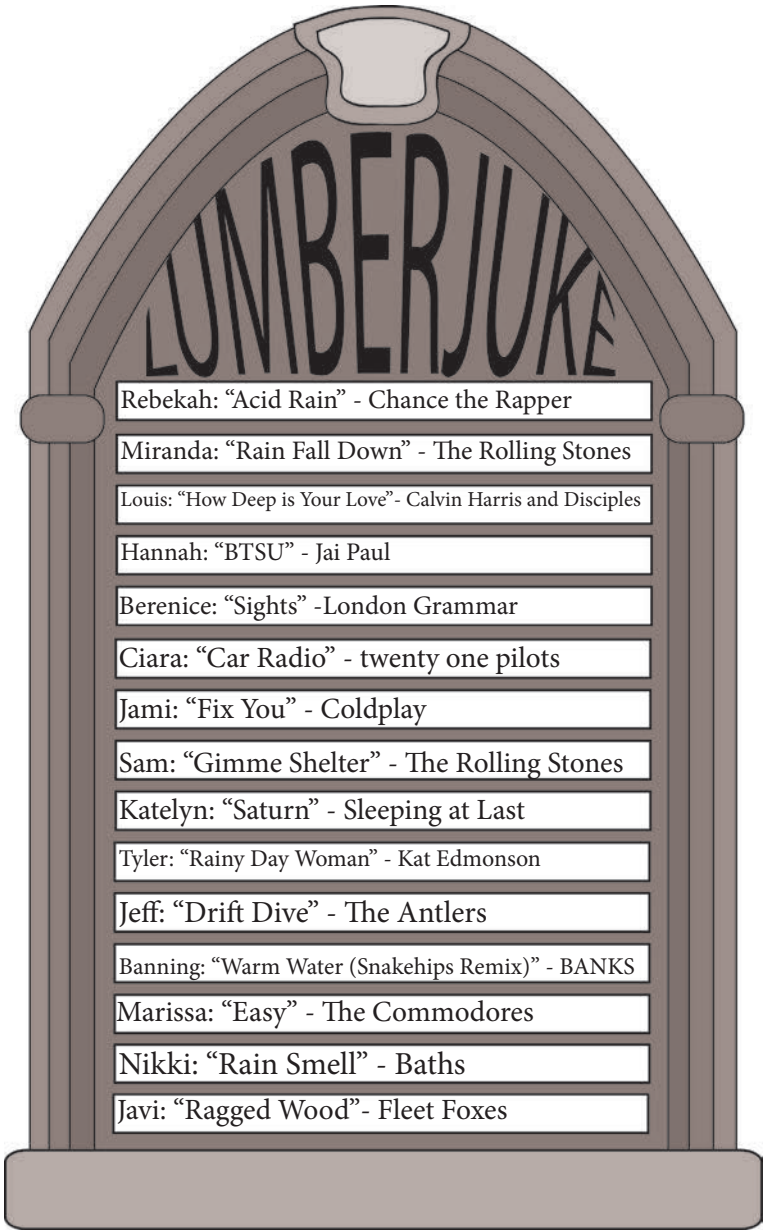 LUMBERJUKE
Rebekah: “Acid Rain” - Chance the Rapper
Miranda: “Rain Fall Down” - The Rolling Stones
Louis: “How Deep is Your Love”- Calvin Harris and Disciples
Hannah: “BTSU” - Jai Paul
Berenice: “Sights” -London Grammar
Ciara: “Car Radio” - twenty one pilots
Jami: “Fix You” - Coldplay
Sam: “Gimme Shelter” - The Rolling Stones
Katelyn: “Saturn” - Sleeping at Last
Tyler: “Rainy Day Woman” - Kat Edmonson
Jeff: “Drift Dive” - The Antlers
Banning: “Warm Water (Snakehips Remix)” - BANKS
Marissa: “Easy” - The Commodores
Nikki: “Rain Smell” - Baths
Javi: “Ragged Wood”- Fleet Foxes